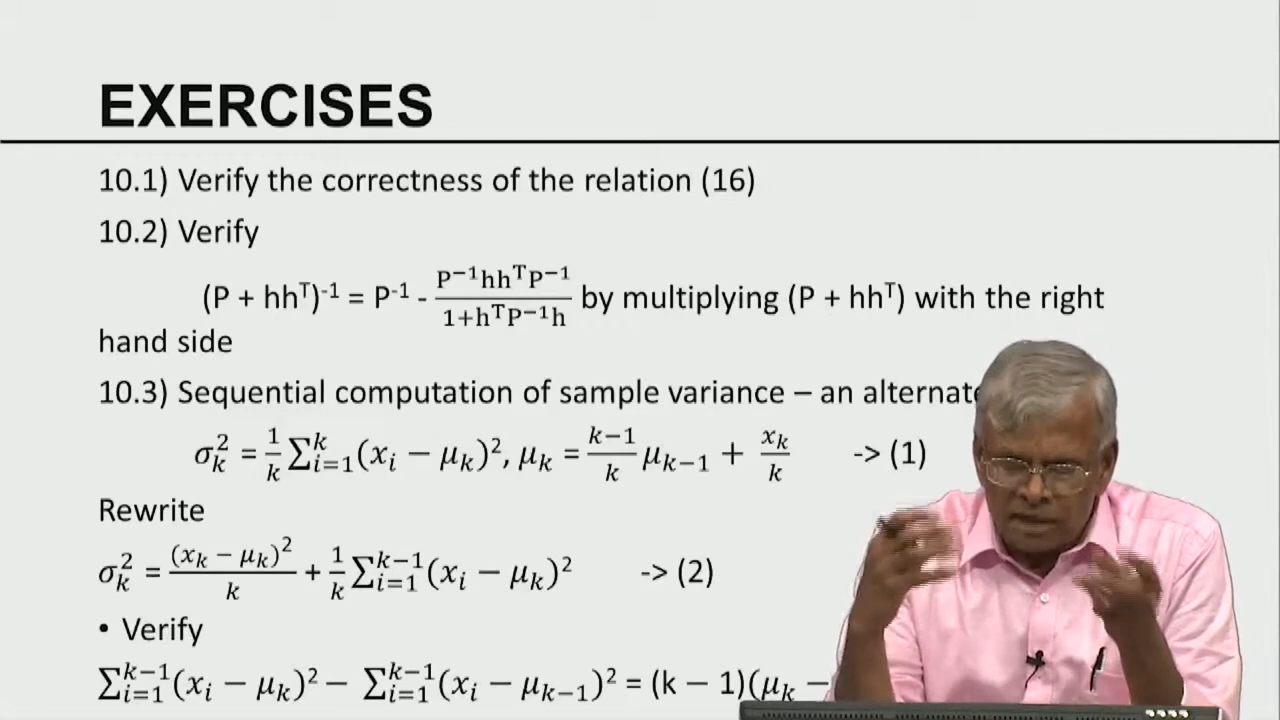 EXERCISES
10.1) Verify the correctness of the relation (16)
10.2) Verify
(P + hhᵀ)⁻¹ = P⁻¹ - P⁻¹hhᵀP⁻¹ / 1+hᵀP⁻¹h by multiplying (P + hhᵀ) with the right
hand side
10.3) Sequential computation of sample variance – an alternate
σ²ₖ = 1/k ∑ᵏᵢ₌₁(xᵢ − μₖ)², μₖ = k−1/k μₖ₋₁ + xₖ/k -> (1)
Rewrite
σ²ₖ = (xₖ − μₖ)²/k + 1/k ∑ᵏ⁻¹ᵢ₌₁(xᵢ − μₖ)² -> (2)
• Verify
∑ᵏ⁻¹ᵢ₌₁(xᵢ − μₖ)² − ∑ᵏ⁻¹ᵢ₌₁(xᵢ − μₖ₋₁)² = (k − 1)(μₖ −